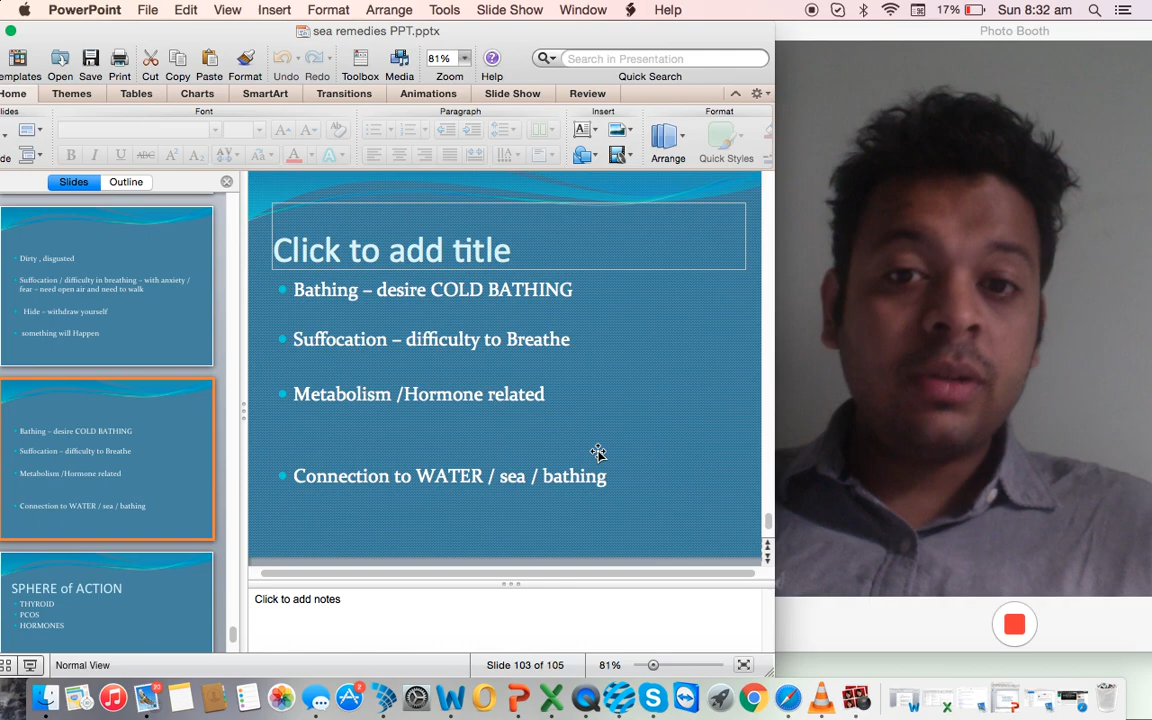 PowerPoint File Edit View Insert Format Arrange Tools Slide Show Window Help 17% Sun 8:32 am
sea remedies PPT.pptx
Photo Booth
emplates Open Save Print Cut Copy Paste Format Undo Redo Toolbox Media 81% Zoom Help Search in Presentation
Quick Search
Home Themes Tables Charts SmartArt Transitions Animations Slide Show Review
lides Font Paragraph Insert Format
de Arrange Quick Styles
Slides Outline
Dirty , disgusted
Suffocation / difficulty in breathing – with anxiety /
fear – need open air and need to walk
Hide – withdraw yourself
something will Happen
Bathing – desire COLD BATHING
Suffocation – difficulty to Breathe
Metabolism /Hormone related
Connection to WATER / sea / bathing
SPHERE of ACTION
THYROID
PCOS
HORMONES
Click to add title
• Bathing – desire COLD BATHING
• Suffocation – difficulty to Breathe
• Metabolism /Hormone related
• Connection to WATER / sea / bathing
Click to add notes
Normal View Slide 103 of 105 81%